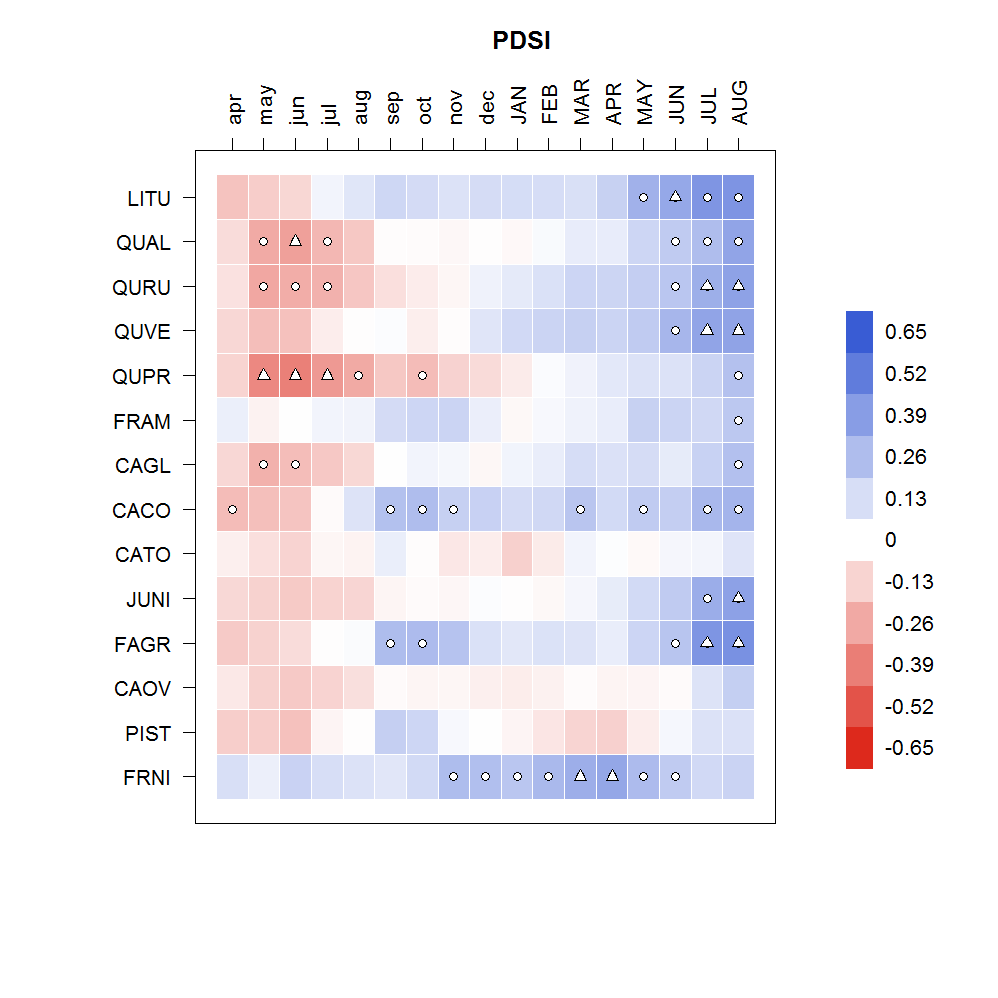 PDSI
apr may jun jul aug sep oct nov dec JAN FEB MAR APR MAY JUN JUL AUG
LITU
QUAL
QURU
QUVE
QUPR
FRAM
CAGL
CACO
CATO
JUNI
FAGR
CAOV
PIST
FRNI
0.65
0.52
0.39
0.26
0.13
0
-0.13
-0.26
-0.39
-0.52
-0.65